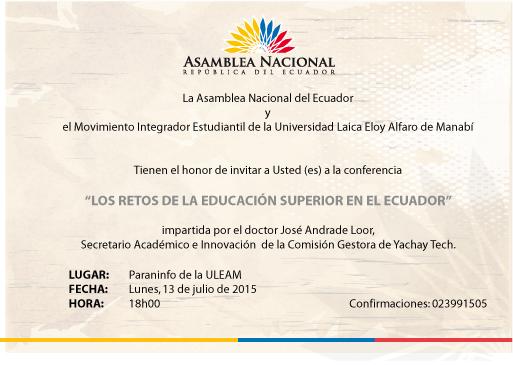 ASAMBLEA NACIONAL
REPÚBLICA DEL ECUADOR
La Asamblea Nacional del Ecuador
y
el Movimiento Integrador Estudiantil de la Universidad Laica Eloy Alfaro de Manabí
Tienen el honor de invitar a Usted (es) a la conferencia
“LOS RETOS DE LA EDUCACIÓN SUPERIOR EN EL ECUADOR”
impartida por el doctor José Andrade Loor,
Secretario Académico e Innovación de la Comisión Gestora de Yachay Tech.
LUGAR: Paraninfo de la ULEAM
FECHA: Lunes, 13 de julio de 2015
HORA: 18h00 Confirmaciones: 023991505